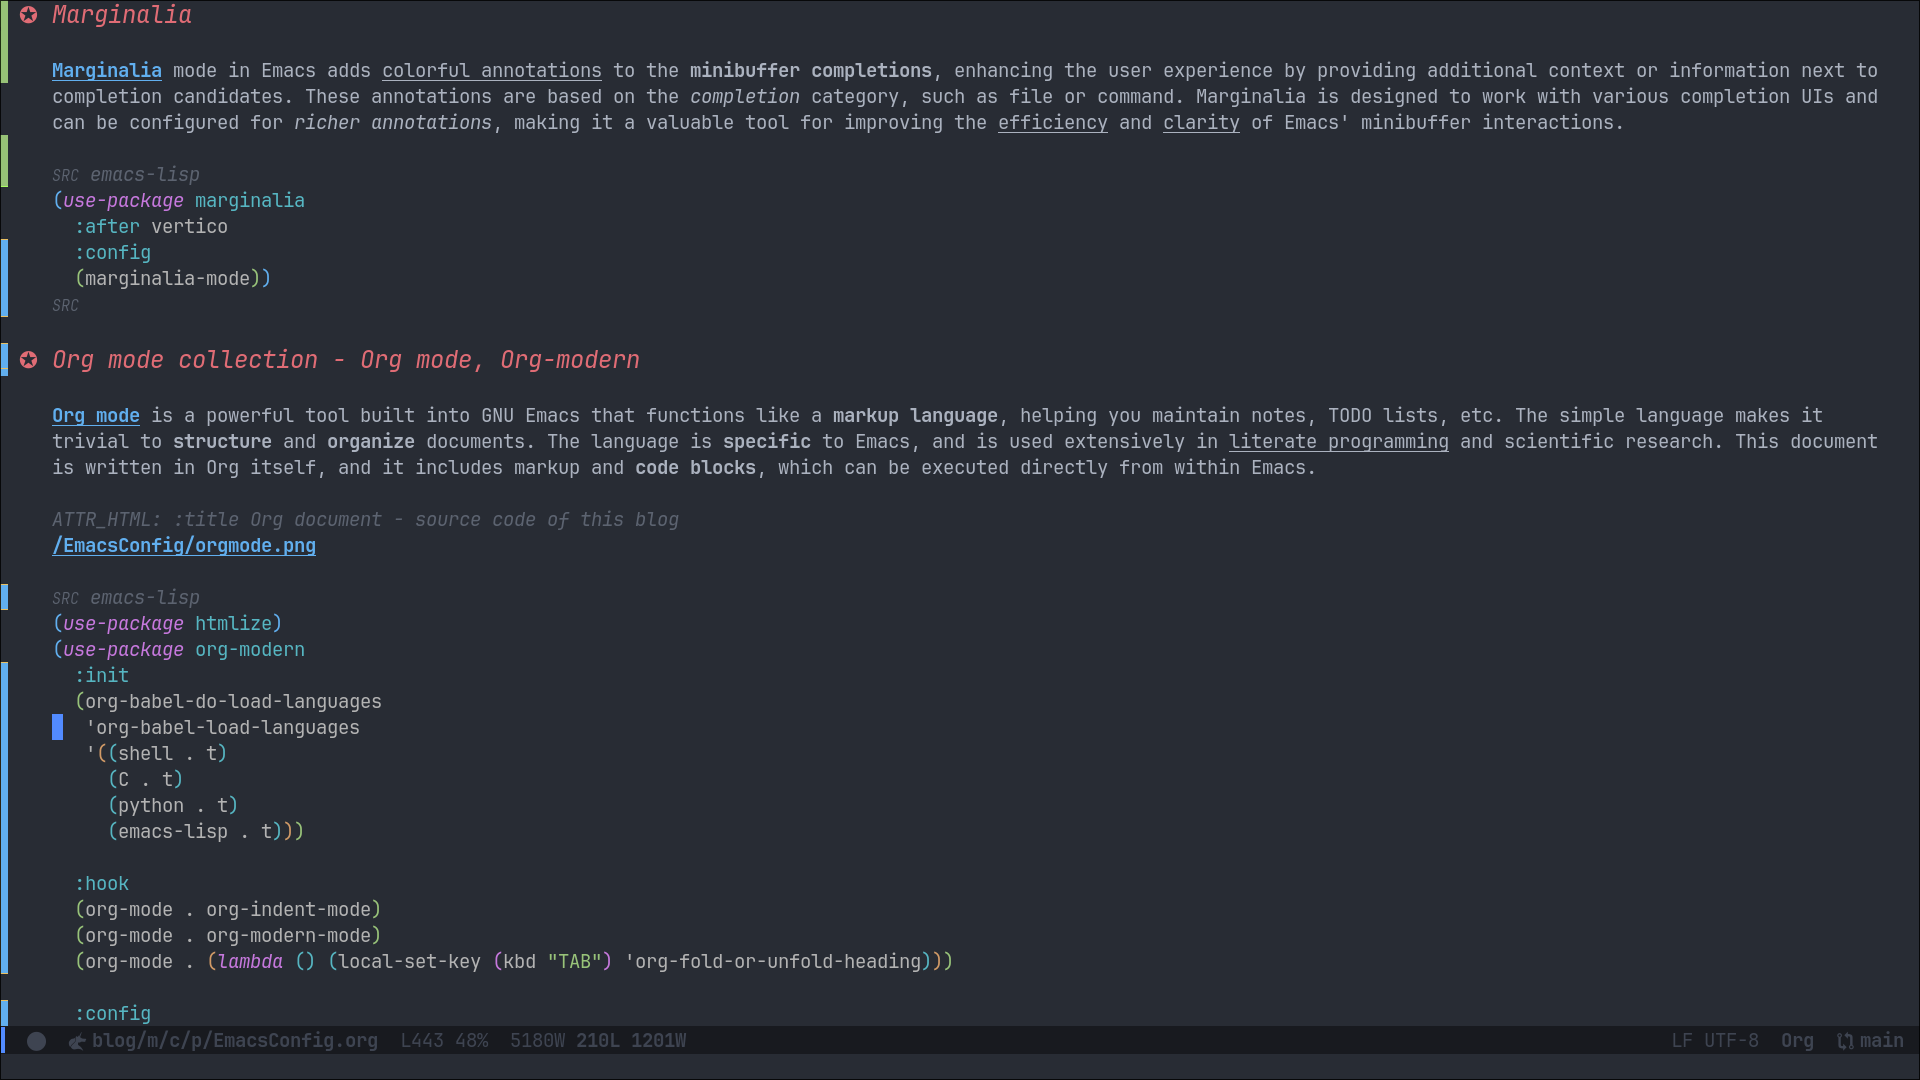 Marginalia
Marginalia mode in Emacs adds colorful annotations to the minibuffer completions, enhancing the user experience by providing additional context or information next to
completion candidates. These annotations are based on the completion category, such as file or command. Marginalia is designed to work with various completion UIs and
can be configured for richer annotations, making it a valuable tool for improving the efficiency and clarity of Emacs' minibuffer interactions.
SRC emacs-lisp
(use-package marginalia
  :after vertico
  :config
  (marginalia-mode))
SRC
Org mode collection - Org mode, Org-modern
Org mode is a powerful tool built into GNU Emacs that functions like a markup language, helping you maintain notes, TODO lists, etc. The simple language makes it
trivial to structure and organize documents. The language is specific to Emacs, and is used extensively in literate programming and scientific research. This document
is written in Org itself, and it includes markup and code blocks, which can be executed directly from within Emacs.
ATTR_HTML: :title Org document - source code of this blog
/EmacsConfig/orgmode.png
SRC emacs-lisp
(use-package htmlize)
(use-package org-modern
  :init
  (org-babel-do-load-languages
   'org-babel-load-languages
   '((shell . t)
     (C . t)
     (python . t)
     (emacs-lisp . t)))
  :hook
  (org-mode . org-indent-mode)
  (org-mode . org-modern-mode)
  (org-mode . (lambda () (local-set-key (kbd "TAB") 'org-fold-or-unfold-heading)))
  :config
blog/m/c/p/EmacsConfig.org L443 48% 5180W 210L 1201W LF UTF-8 Org main